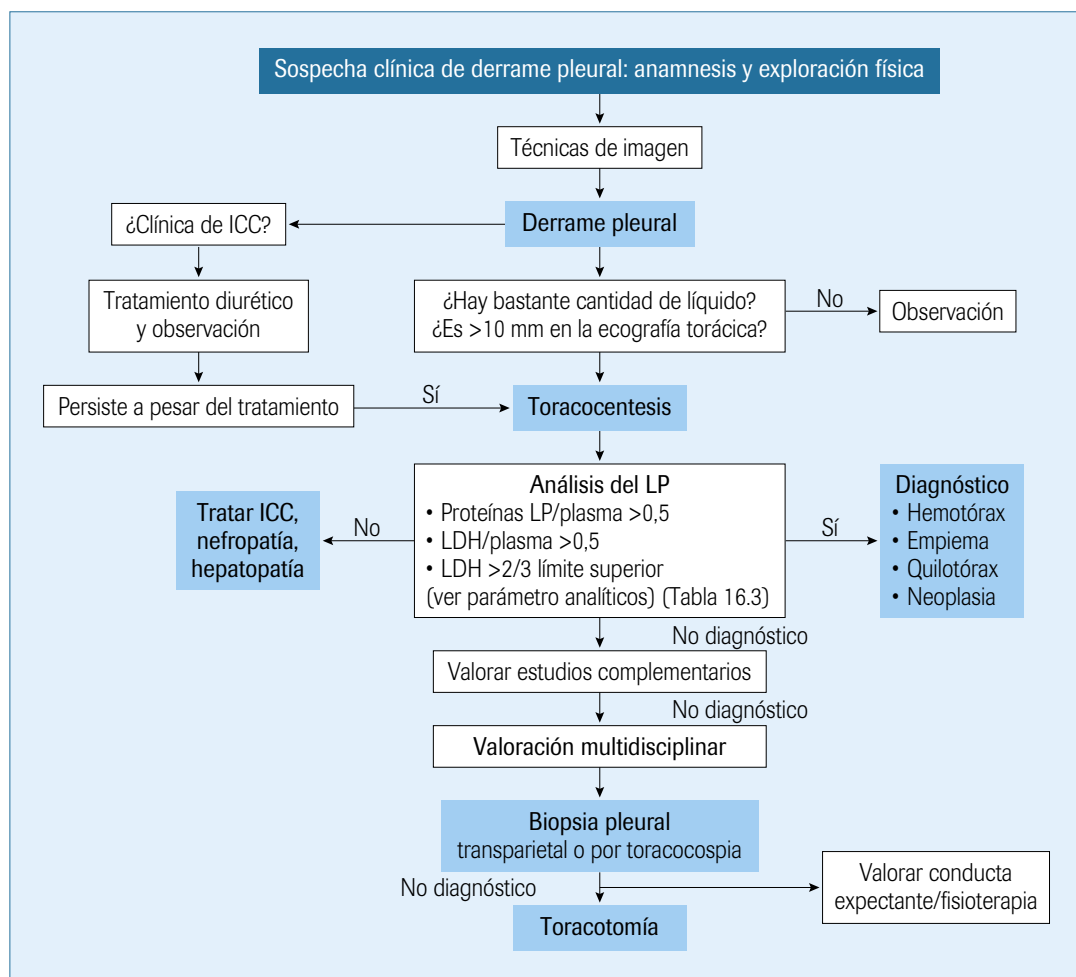 Sospecha clínica de derrame pleural: anamnesis y exploración física
Técnicas de imagen
¿Clínica de ICC?
Derrame pleural
Tratamiento diurético
y observación
¿Hay bastante cantidad de líquido?
¿Es >10 mm en la ecografía torácica?
No
Observación
Persiste a pesar del tratamiento
Sí
Toracocentesis
Tratar ICC,
nefropatía,
hepatopatía
No
Análisis del LP
• Proteínas LP/plasma >0,5
• LDH/plasma >0,5
• LDH >2/3 límite superior
(ver parámetro analíticos) (Tabla 16.3)
Sí
Diagnóstico
• Hemotórax
• Empiema
• Quilotórax
• Neoplasia
No diagnóstico
Valorar estudios complementarios
No diagnóstico
Valoración multidisciplinar
Biopsia pleural
transparietal o por toracocospia
No diagnóstico
Valorar conducta
expectante/fisioterapia
Toracotomía